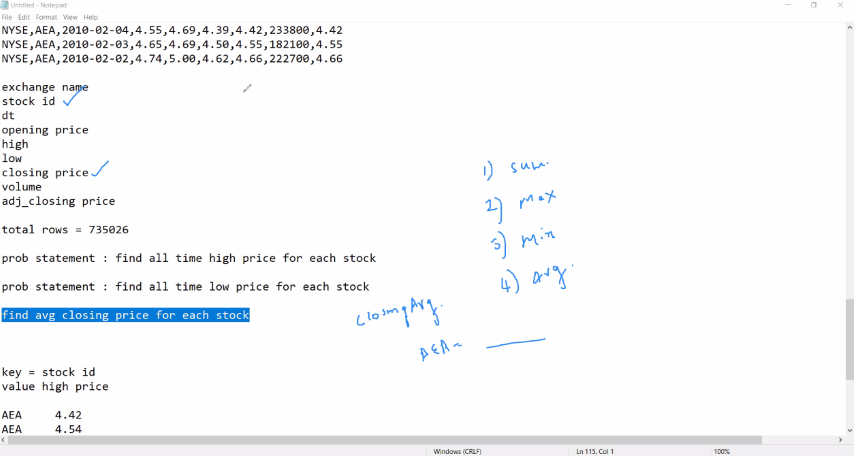 Untitled - Notepad
File Edit Format View Help
NYSE,AEA,2010-02-04,4.55,4.69,4.39,4.42,233800,4.42
NYSE,AEA,2010-02-03,4.65,4.69,4.50,4.55,182100,4.55
NYSE,AEA,2010-02-02,4.74,5.00,4.62,4.66,222700,4.66
exchange name
stock id
dt
opening price
high
low
closing price
volume
adj_closing price
total rows = 735026
prob statement : find all time high price for each stock
prob statement : find all time low price for each stock
find avg closing price for each stock
key = stock id
value high price
AEA 4.42
AEA 4.54
1) sum
2) max
3) min
4) avg
closingAvg
AEA -
Windows (CRLF) Ln 115, Col 1 100%